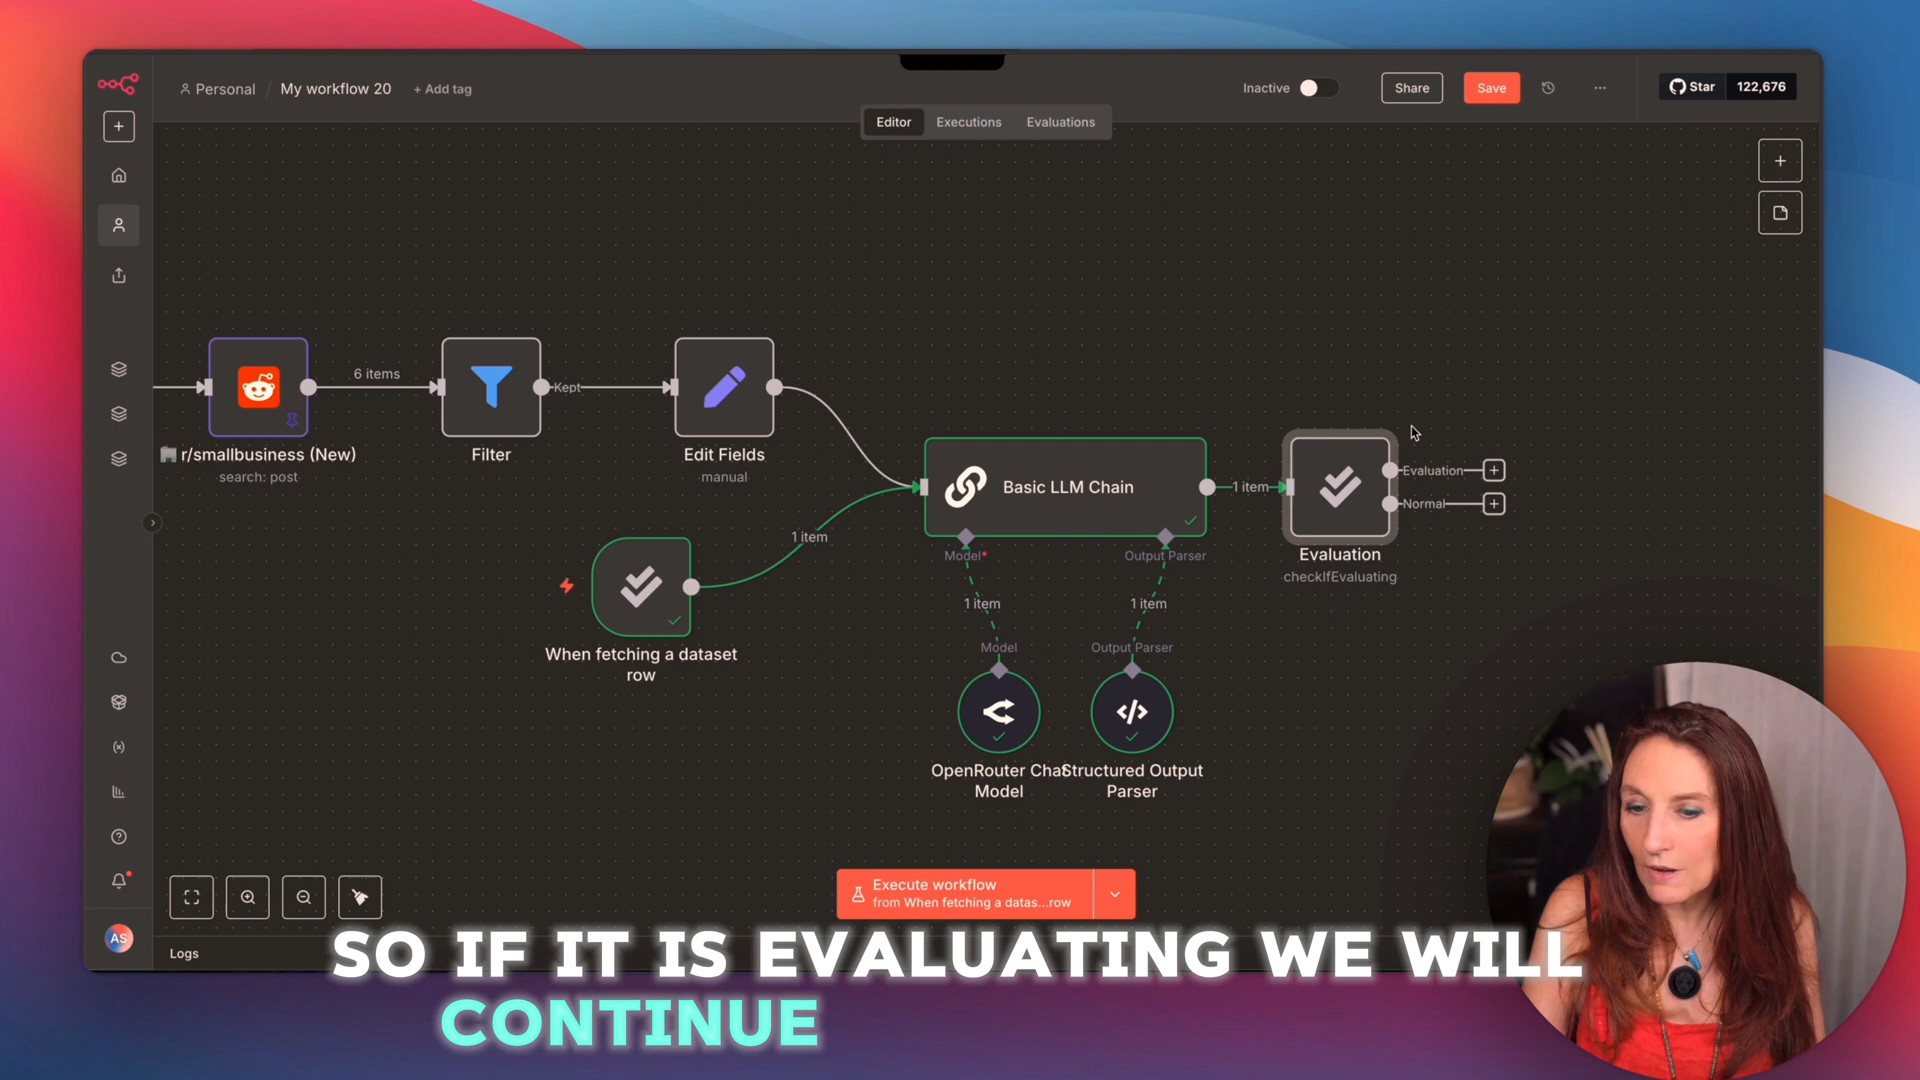 Personal / My workflow 20 + Add tag
Inactive
Share
Save
...
Star 122,676
Editor Executions Evaluations
6 items
Kept
r/smallbusiness (New)
search: post
Filter
Edit Fields
manual
Basic LLM Chain
1 item
Evaluation
Normal
Evaluation
checkIfEvaluating
1 item
Model*
Output Parser
1 item
1 item
Model
Output Parser
When fetching a dataset
row
OpenRouter Chat
Model
Structured Output
Parser
Execute workflow
from When fetching a datas...row
AS
Logs
SO IF IT IS EVALUATING WE WILL
CONTINUE